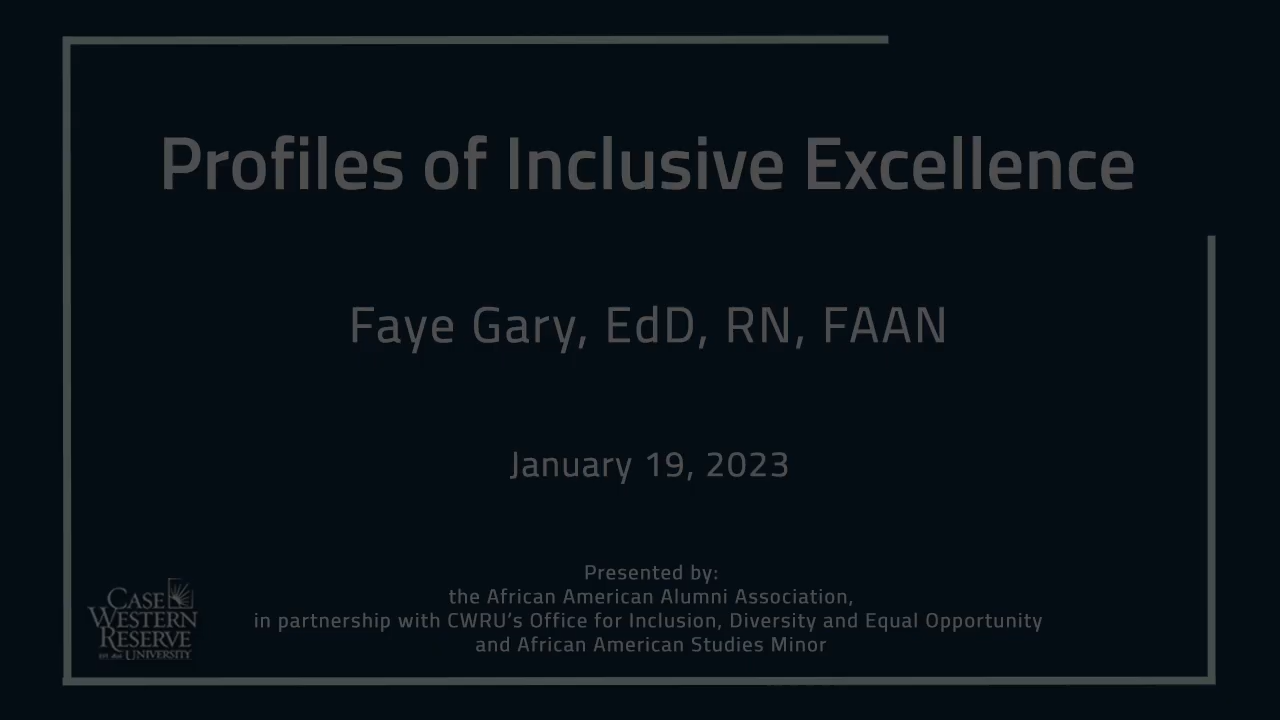 Profiles of Inclusive Excellence
Faye Gary, EdD, RN, FAAN
January 19, 2023
Presented by:
the African American Alumni Association,
in partnership with CWRU's Office for Inclusion, Diversity and Equal Opportunity
and African American Studies Minor
CASE
WESTERN
RESERVE
UNIVERSITY